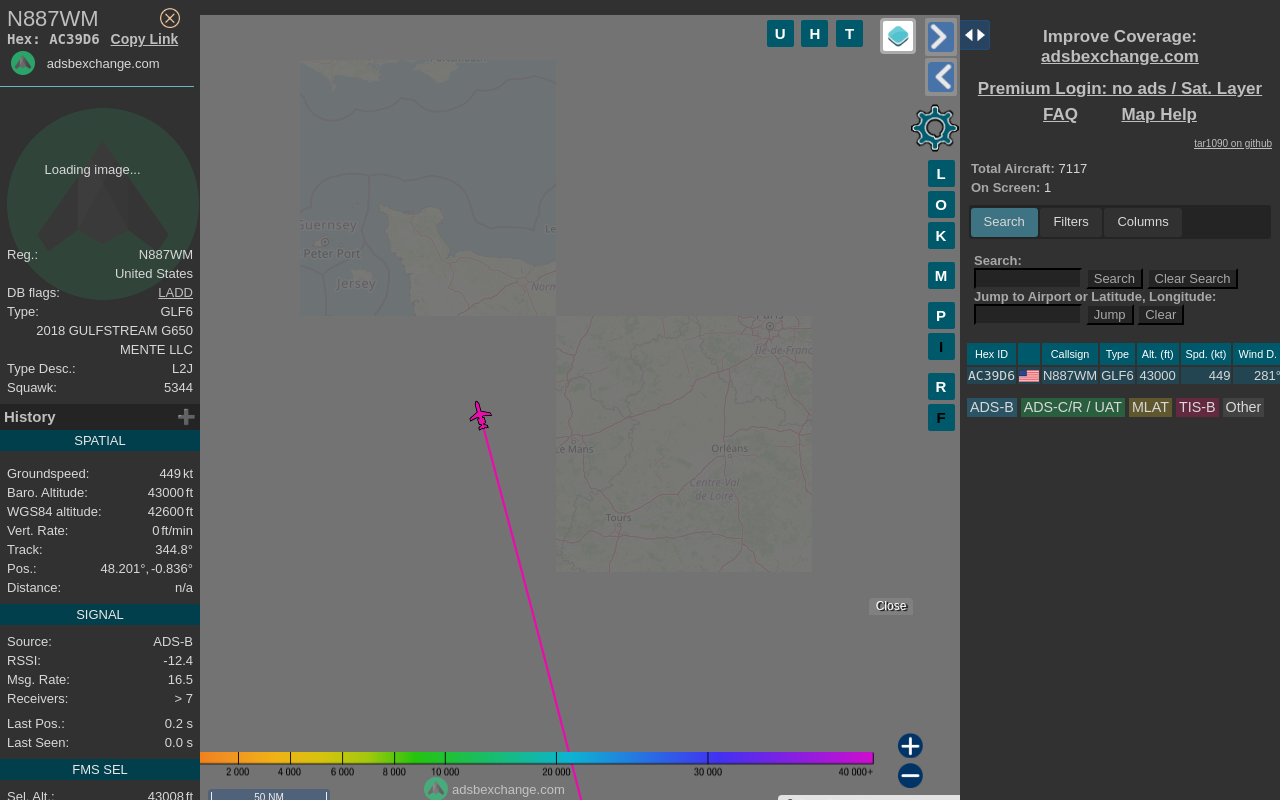 N887WM
Hex: AC39D6 Copy Link
adsbexchange.com
Loading image...
Reg.: N887WM
United States
DB flags: LADD
Type: GLF6
2018 GULFSTREAM G650
MENTE LLC
Type Desc.: L2J
Squawk: 5344
History
SPATIAL
Groundspeed: 449 kt
Baro. Altitude: 43000 ft
WGS84 altitude: 42600 ft
Vert. Rate: 0 ft/min
Track: 344.8°
Pos.: 48.201°, -0.836°
Distance: n/a
SIGNAL
Source: ADS-B
RSSI: -12.4
Msg. Rate: 16.5
Receivers: > 7
Last Pos.: 0.2 s
Last Seen: 0.0 s
FMS SEL
Sel. Alt.: 43008 ft
U H T
L
O
K
M
P
I
R
F
Guernsey
Peter Port
Jersey
Le
Norm
Paris
Île-de-Franc
Le Mans
Orléans
Centre-Val
de Loire
Tours
Close
2 000 4 000 6 000 8 000 10 000 20 000 30 000 40 000+
adsbexchange.com
50 NM
Improve Coverage:
adsbexchange.com
Premium Login: no ads / Sat. Layer
FAQ Map Help
tar1090 on github
Total Aircraft: 7117
On Screen: 1
Search Filters Columns
Search:
Search Clear Search
Jump to Airport or Latitude, Longitude:
Jump Clear
Hex ID Callsign Type Alt. (ft) Spd. (kt) Wind D.
AC39D6 N887WM GLF6 43000 449 281°
ADS-B ADS-C/R / UAT MLAT TIS-B Other